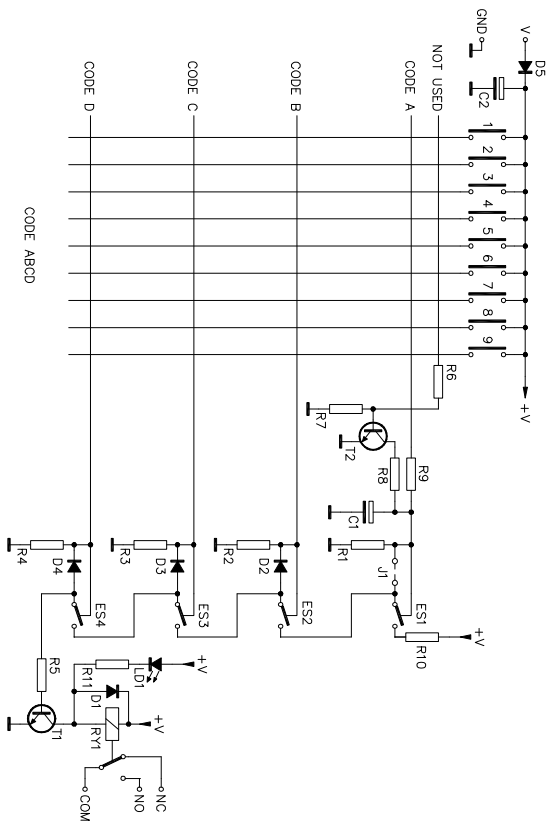 V
GND
D5
C2
NOT USED
CODE A
CODE B
CODE C
CODE D
1
2
3
4
5
6
7
8
9
+V
CODE ABCD
R6
R7
T2
R8
R9
C1
R1
J1
ES1
R10
+V
R2
D2
ES2
R3
D3
ES3
R4
D4
ES4
R5
T1
R11
LD1
+V
D1
RY1
+V
NC
NO
COM